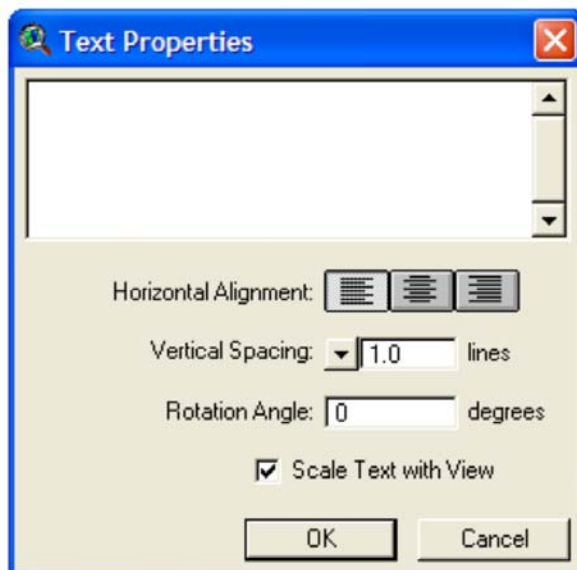 Text Properties
Horizontal Alignment:
Vertical Spacing: 1.0 lines
Rotation Angle: 0 degrees
Scale Text with View
OK Cancel